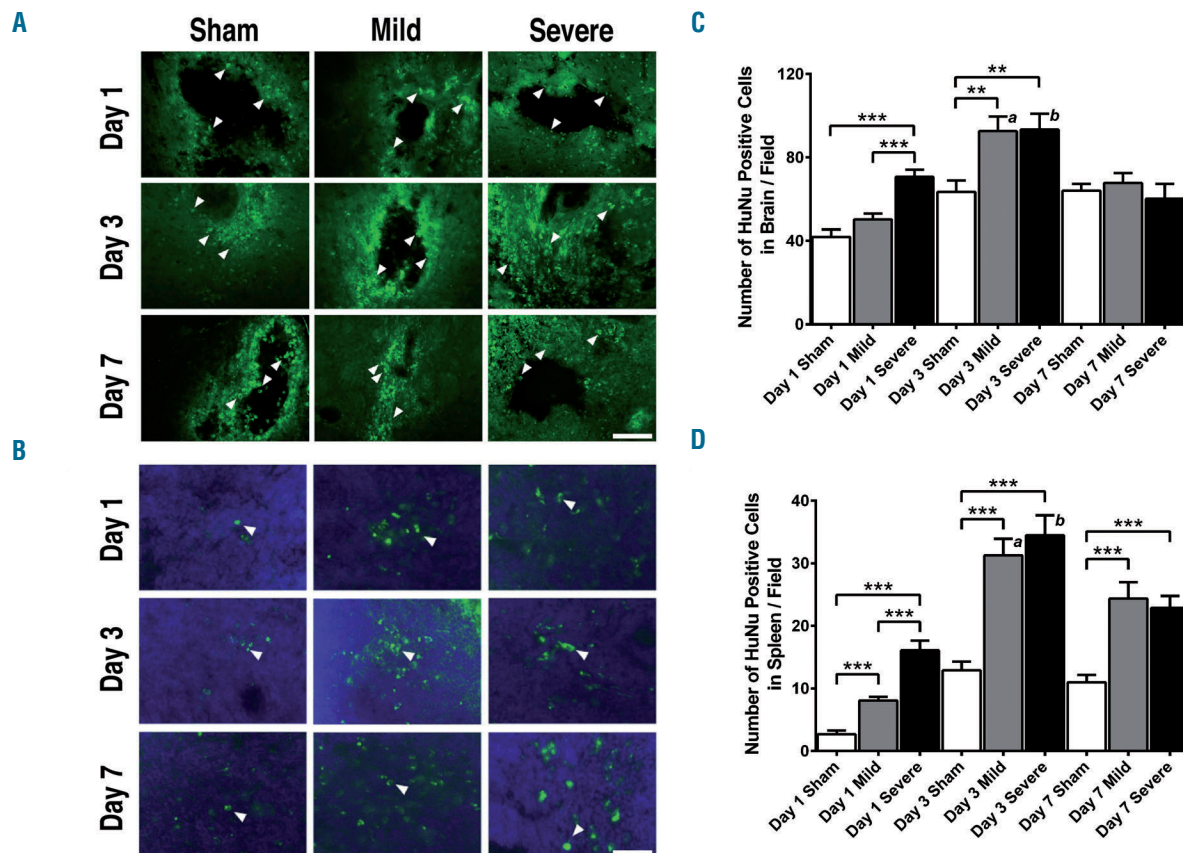 A
Sham
Mild
Severe
Day 1
Day 3
Day 7
B
Day 1
Day 3
Day 7
C
Number of HuNu Positive Cells
in Brain / Field
120
80
40
0
***
***
**
**
a
b
Day 1 Sham
Day 1 Mild
Day 1 Severe
Day 3 Sham
Day 3 Mild
Day 3 Severe
Day 7 Sham
Day 7 Mild
Day 7 Severe
D
Number of HuNu Positive Cells
in Spleen / Field
40
30
20
10
0
***
***
***
***
***
***
***
a
b
Day 1 Sham
Day 1 Mild
Day 1 Severe
Day 3 Sham
Day 3 Mild
Day 3 Severe
Day 7 Sham
Day 7 Mild
Day 7 Severe